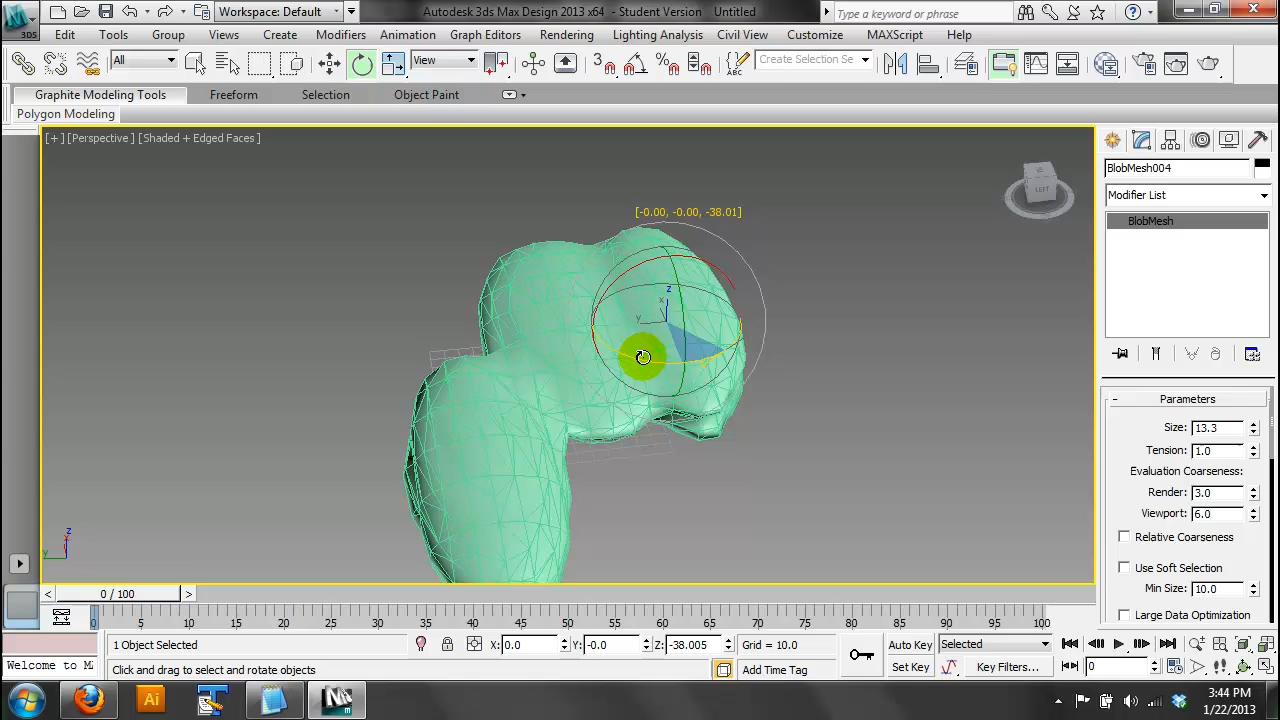 3DS
Workspace: Default
Autodesk 3ds Max Design 2013 x64 - Student Version Untitled
Type a keyword or phrase
Edit Tools Group Views Create Modifiers Animation Graph Editors Rendering Lighting Analysis Civil View Customize MAXScript Help
All View 3 Create Selection Se
Graphite Modeling Tools Freeform Selection Object Paint
Polygon Modeling
[ + ] [Perspective ] [Shaded + Edged Faces ]
BlobMesh004
Modifier List
BlobMesh
LEFT
[-0.00, -0.00, -38.01]
z
x
y
Parameters
Size: 13.3
Tension: 1.0
Evaluation Coarseness:
Render: 3.0
Viewport: 6.0
Relative Coarseness
Use Soft Selection
Min Size: 10.0
Large Data Optimization
z
y
0 / 100
0 5 10 15 20 25 30 35 40 45 50 55 60 65 70 75 80 85 90 95 100
1 Object Selected X: 0.0 Y: -0.0 Z: -38.005 Grid = 10.0 Auto Key Selected
Welcome to M Click and drag to select and rotate objects Add Time Tag Set Key Key Filters... 0
Ai
3:44 PM
1/22/2013